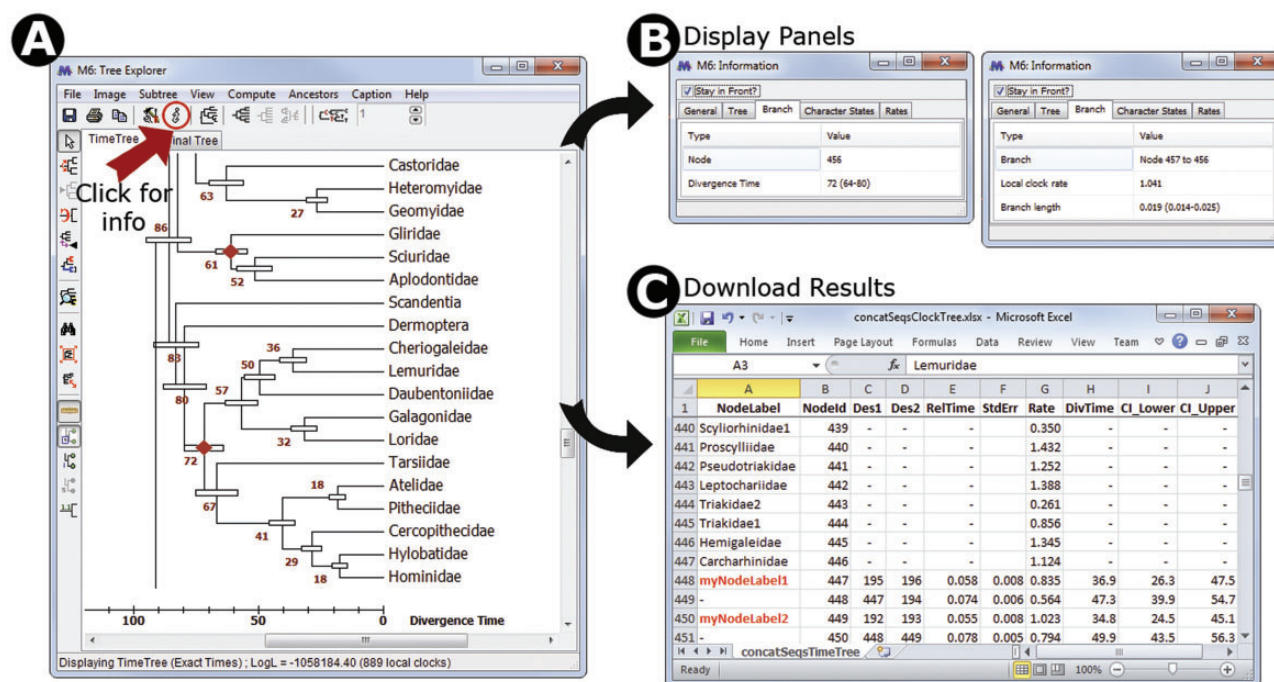 A
M6: Tree Explorer
File Image Subtree View Compute Ancestors Caption Help
1
TimeTree inal Tree
Click for
info
Castoridae
63
Heteromyidae
27
Geomyidae
86
Gliridae
61
Sciuridae
52
Aplodontidae
Scandentia
Dermoptera
83
36
Cheriogaleidae
50
Lemuridae
80
57
Daubentoniidae
Galagonidae
32
Loridae
72
Tarsiidae
18
Atelidae
67
Pitheciidae
41
Cercopithecidae
29
Hylobatidae
18
Hominidae
100 50 0 Divergence Time
Displaying TimeTree (Exact Times) ; LogL = -1058184.40 (889 local clocks)
B Display Panels
M6: Information
Stay in Front?
General Tree Branch Character States Rates
Type Value
Node 456
Divergence Time 72 (64-80)
M6: Information
Stay in Front?
General Tree Branch Character States Rates
Type Value
Branch Node 457 to 456
Local clock rate 1.041
Branch length 0.019 (0.014-0.025)
C Download Results
concatSeqsClockTree.xlsx - Microsoft Excel
File Home Insert Page Layout Formulas Data Review View Team
A3 fx Lemuridae
A B C D E F G H I J
1 NodeLabel NodeId Des1 Des2 RelTime StdErr Rate DivTime CI_Lower CI_Upper
440 Scyliorhinidae1 439 - - - - 0.350 - - -
441 Proscylliidae 440 - - - - 1.432 - - -
442 Pseudotriakidae 441 - - - - 1.252 - - -
443 Leptochariidae 442 - - - - 1.388 - - -
444 Triakidae2 443 - - - - 0.261 - - -
445 Triakidae1 444 - - - - 0.856 - - -
446 Hemigaleidae 445 - - - - 1.345 - - -
447 Carcharhinidae 446 - - - - 1.124 - - -
448 myNodeLabel1 447 195 196 0.058 0.008 0.835 36.9 26.3 47.5
449 - 448 447 194 0.074 0.006 0.564 47.3 39.9 54.7
450 myNodeLabel2 449 192 193 0.055 0.008 1.023 34.8 24.5 45.1
451 - 450 448 449 0.078 0.005 0.794 49.9 43.5 56.3
concatSeqsTimeTree
Ready 100%